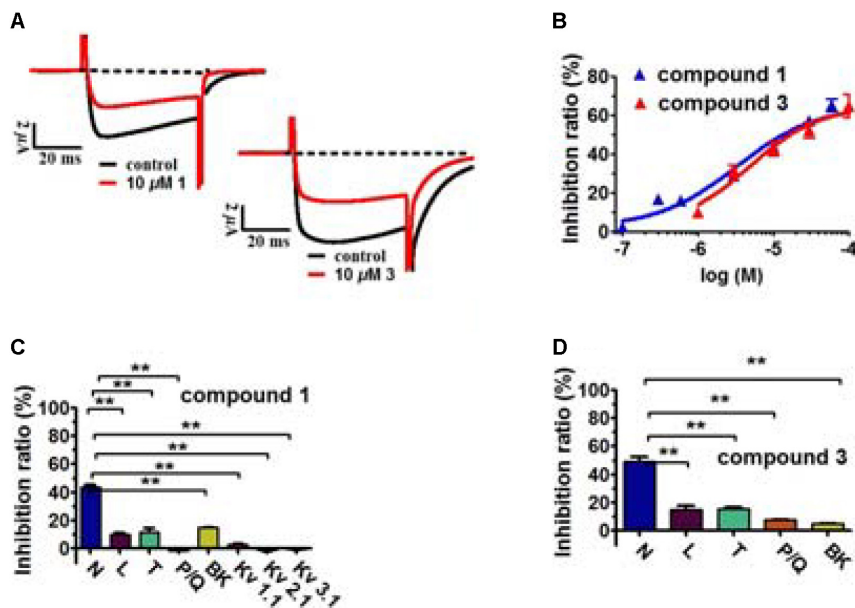 A
2 µA
20 ms
control
10 µM 1
2 µA
20 ms
control
10 µM 3
B
Inhibition ratio (%)
80
60
40
20
0
compound 1
compound 3
-7
-6
-5
-4
log (M)
C
Inhibition ratio (%)
100
80
60
40
20
0
compound 1
**
**
**
**
**
**
**
N
L
T
P/Q
BK
Kv 1.1
Kv 2.1
Kv 3.1
D
Inhibition ratio (%)
100
80
60
40
20
0
compound 3
**
**
**
**
N
L
T
P/Q
BK